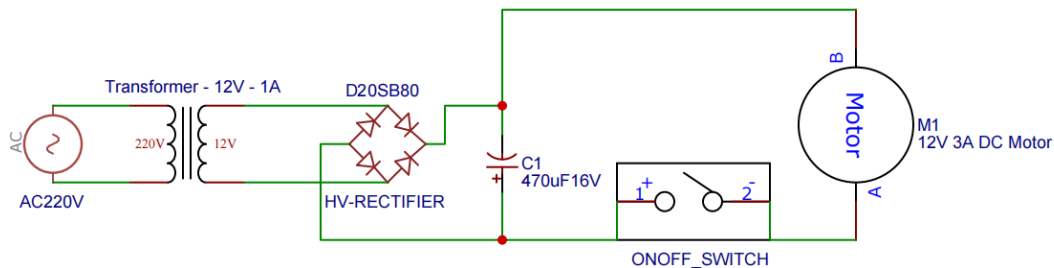 Transformer - 12V - 1A
D20SB80
B
Motor
AC
220V
12V
M1
12V 3A DC Motor
C1
470uF16V
+
AC220V
HV-RECTIFIER
1
+
2
-
A
ONOFF_SWITCH